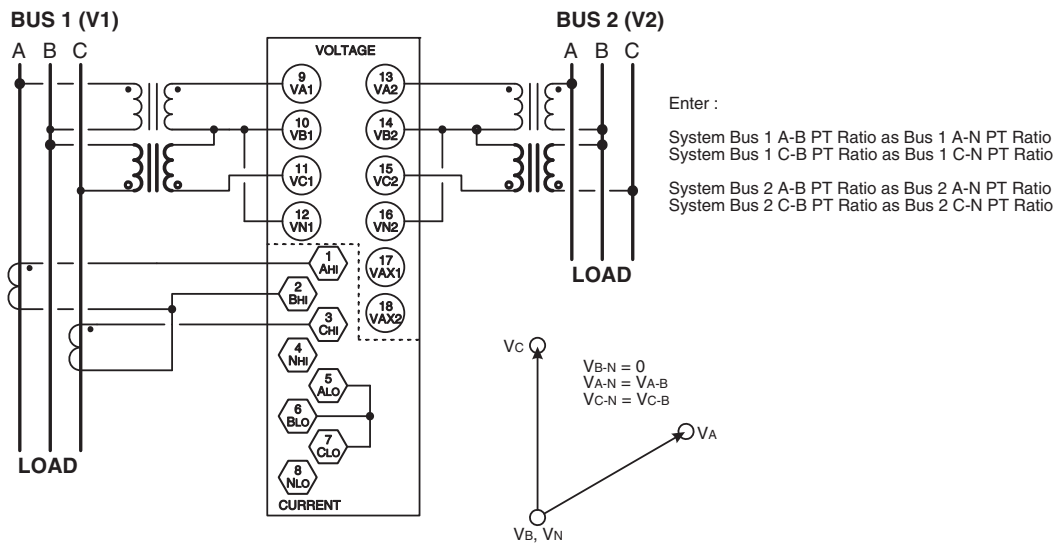 BUS 1 (V1)
BUS 2 (V2)
A B C
VOLTAGE
A B C
9 VA1
13 VA2
10 VB1
14 VB2
11 VC1
15 VC2
12 VN1
16 VN2
1 AHI
17 VAX1
2 BHI
18 VAX2
3 CHI
4 NHI
5 ALO
6 BLO
7 CLO
8 NLO
CURRENT
LOAD
LOAD
Enter :
System Bus 1 A-B PT Ratio as Bus 1 A-N PT Ratio
System Bus 1 C-B PT Ratio as Bus 1 C-N PT Ratio
System Bus 2 A-B PT Ratio as Bus 2 A-N PT Ratio
System Bus 2 C-B PT Ratio as Bus 2 C-N PT Ratio
VC
VB-N = 0
VA-N = VA-B
VC-N = VC-B
VA
VB, VN